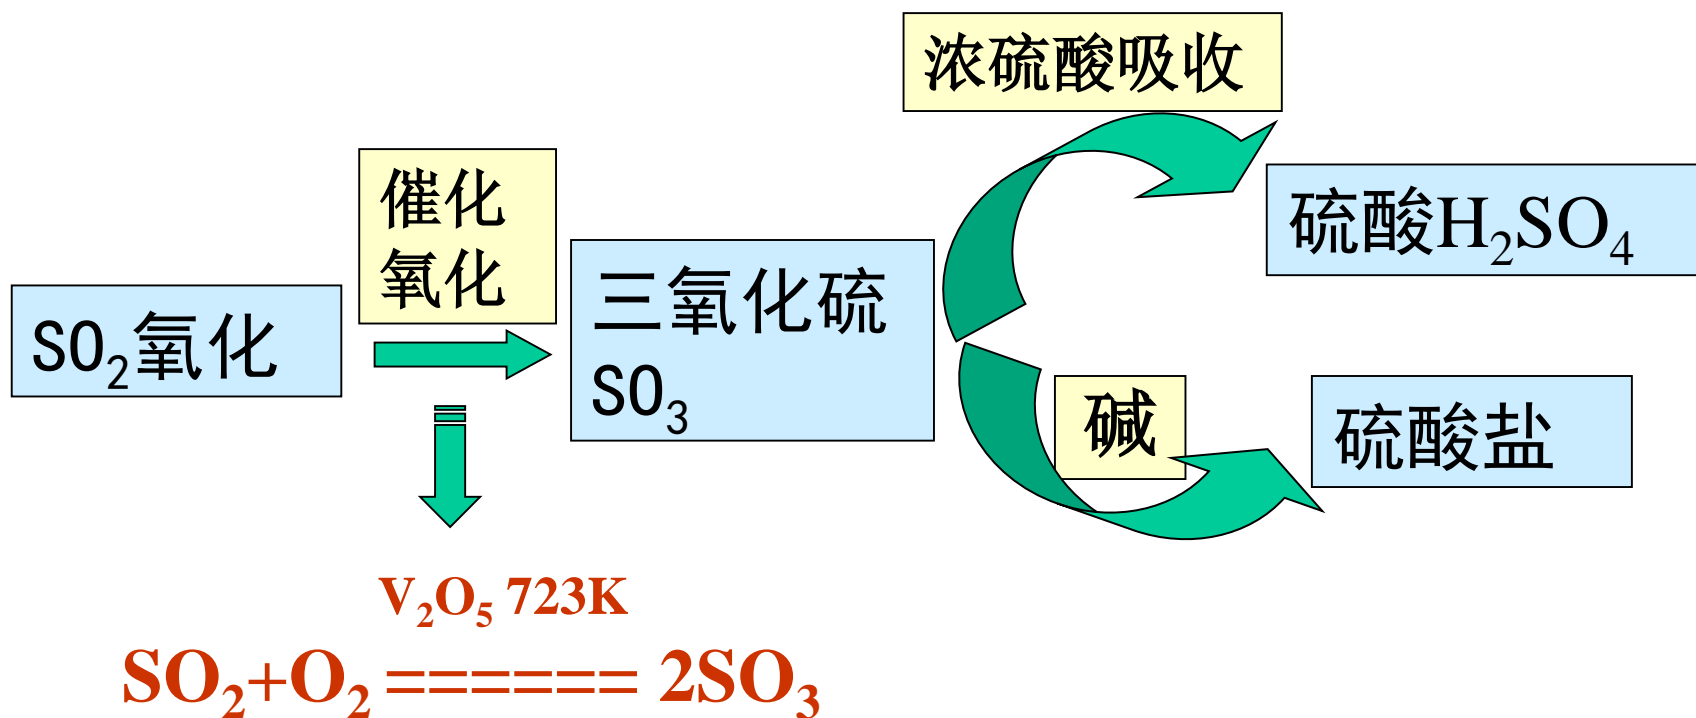 浓硫酸吸收
催化
氧化
硫酸H₂SO₄
三氧化硫
SO₃
SO₂氧化
碱
硫酸盐
V₂O₅ 723K
SO₂+O₂ ====== 2SO₃